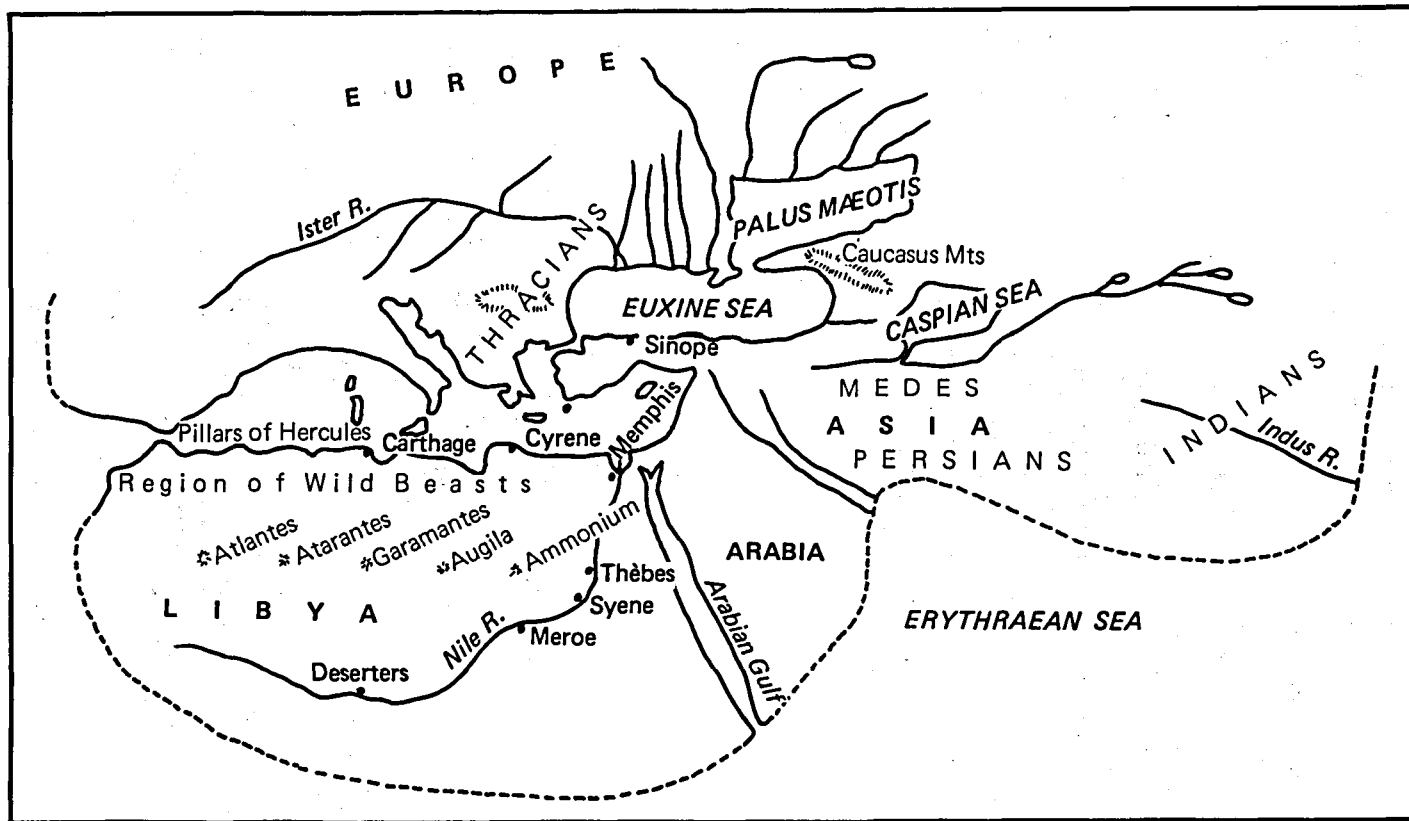 EUROPE
PALUS MÆOTIS
Ister R.
THRACIANS
Caucasus Mts
EUXINE SEA
CASPIAN SEA
Sinope
MEDES
INDIANS
ASIA
Pillars of Hercules
Carthage
Cyrene
Memphis
PERSIANS
Indus R.
Region of Wild Beasts
Atlantes
Atarantes
Garamantes
Augila
Ammonium
ARABIA
Thèbes
LIBYA
Syene
Nile R.
Meroe
Arabian Gulf
ERYTHRAEAN SEA
Deserters